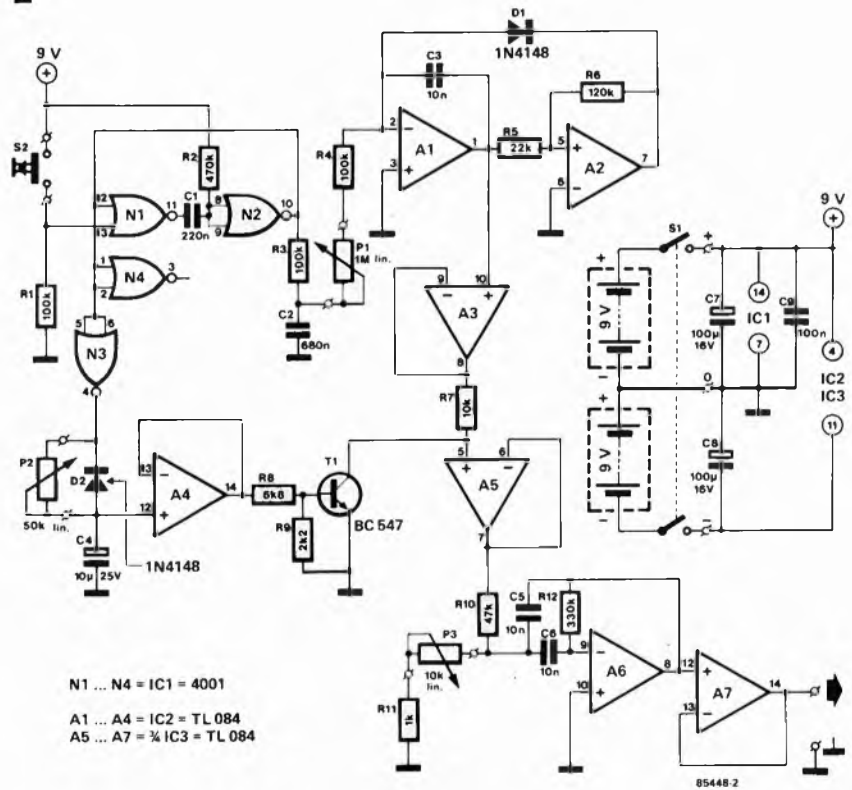 9 V
S2
R1
100k
R2
470k
12
13
N1
11
C1
220n
8
9
N2
10
1
2
N4
3
5
6
N3
4
R3
100k
C2
680n
R4
100k
P1
1M lin.
D1
1N4148
C3
10n
2
3
A1
1
R5
22k
R6
120k
5
6
A2
7
9
10
A3
8
R7
10k
P2
50k lin.
D2
1N4148
C4
10µ 25V
13
12
A4
14
R8
6k8
R9
2k2
T1
BC 547
5
6
A5
7
R10
47k
P3
10k
lin.
R11
1k
C5
10n
C6
10n
R12
330k
9
10
A6
8
12
13
A7
14
9 V
9 V
S1
0
C7
100µ
16V
C8
100µ
16V
14
IC1
7
C9
100n
9 V
4
IC2
IC3
11
N1 ... N4 = IC1 = 4001
A1 ... A4 = IC2 = TL 084
A5 ... A7 = ¾ IC3 = TL 084
85448-2